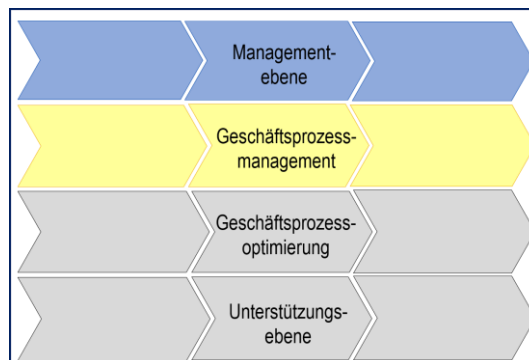 Management-
ebene
Geschäftsprozess-
management
Geschäftsprozess-
optimierung
Unterstützungs-
ebene